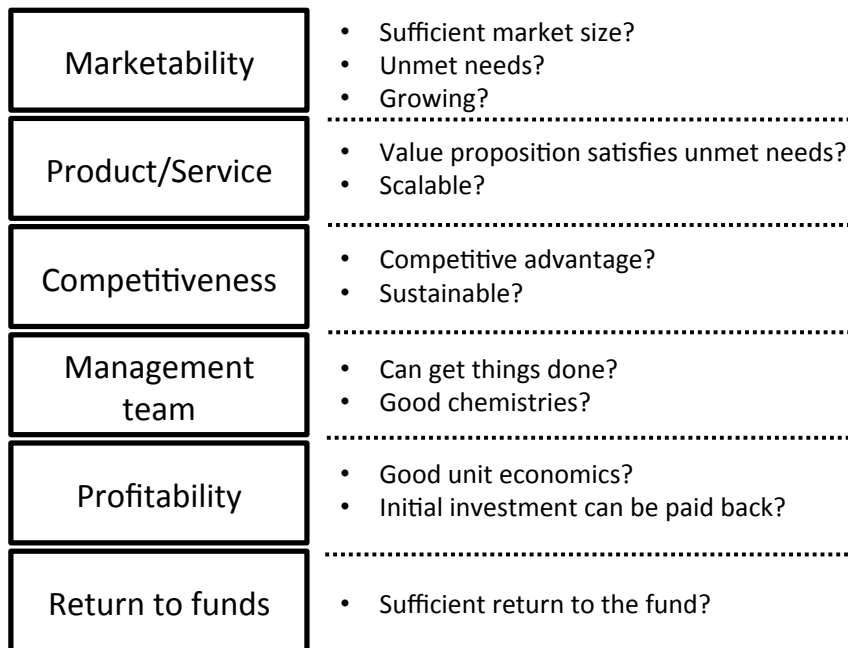 Marketability
• Sufficient market size?
• Unmet needs?
• Growing?
Product/Service
• Value proposition satisfies unmet needs?
• Scalable?
Competitiveness
• Competitive advantage?
• Sustainable?
Management
team
• Can get things done?
• Good chemistries?
Profitability
• Good unit economics?
• Initial investment can be paid back?
Return to funds
• Sufficient return to the fund?